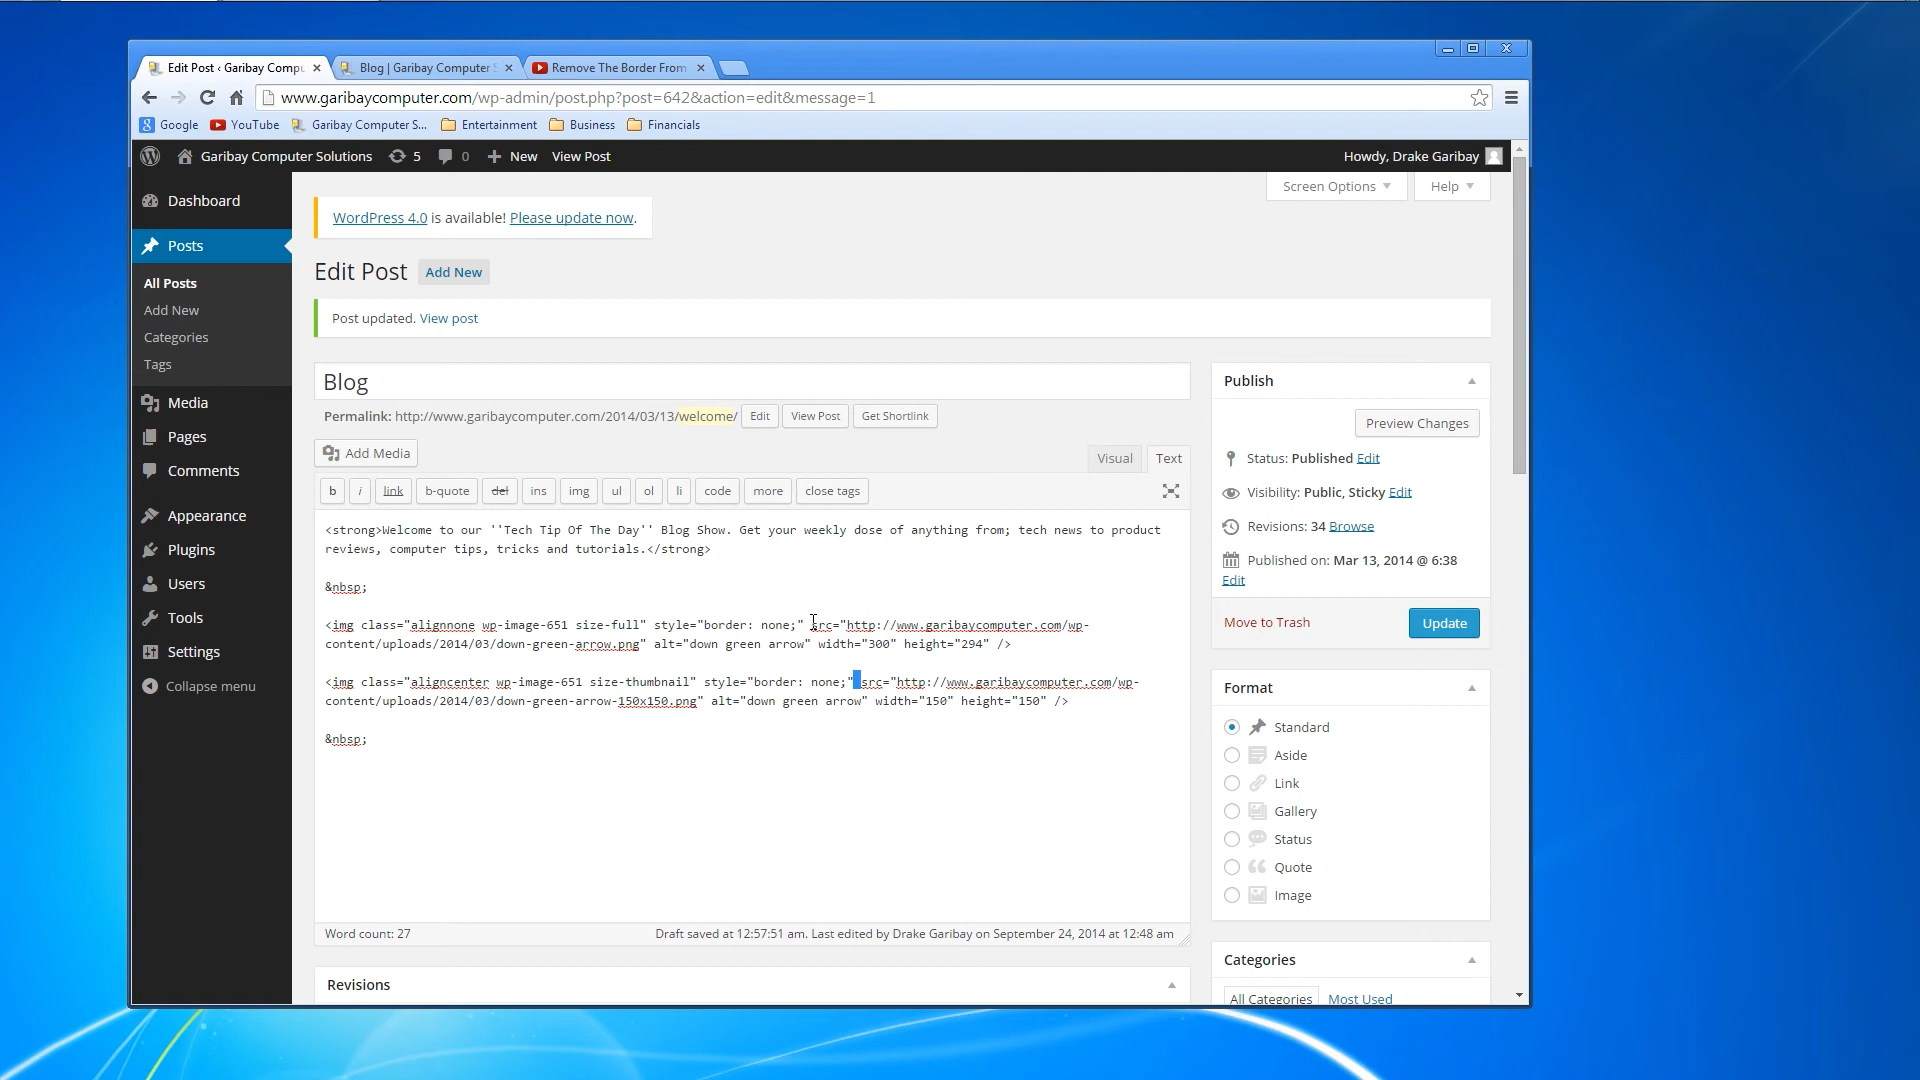 Edit Post ‹ Garibay Compu
Blog | Garibay Computer S
Remove The Border From
www.garibaycomputer.com/wp-admin/post.php?post=642&action=edit&message=1
Google YouTube Garibay Computer S... Entertainment Business Financials
Garibay Computer Solutions 5 0 New View Post Howdy, Drake Garibay
Screen Options Help
Dashboard
Posts
All Posts
Add New
Categories
Tags
Media
Pages
Comments
Appearance
Plugins
Users
Tools
Settings
Collapse menu
WordPress 4.0 is available! Please update now.
Edit Post Add New
Post updated. View post
Blog
Permalink: http://www.garibaycomputer.com/2014/03/13/welcome/ Edit View Post Get Shortlink
Add Media
Visual Text
b i link b-quote del ins img ul ol li code more close tags
<strong>Welcome to our ''Tech Tip Of The Day'' Blog Show. Get your weekly dose of anything from; tech news to product
reviews, computer tips, tricks and tutorials.</strong>
&nbsp;
<img class="alignnone wp-image-651 size-full" style="border: none;" src="http://www.garibaycomputer.com/wp-
content/uploads/2014/03/down-green-arrow.png" alt="down green arrow" width="300" height="294" />
<img class="aligncenter wp-image-651 size-thumbnail" style="border: none;" src="http://www.garibaycomputer.com/wp-
content/uploads/2014/03/down-green-arrow-150x150.png" alt="down green arrow" width="150" height="150" />
&nbsp;
Word count: 27
Draft saved at 12:57:51 am. Last edited by Drake Garibay on September 24, 2014 at 12:48 am
Revisions
Publish
Preview Changes
Status: Published Edit
Visibility: Public, Sticky Edit
Revisions: 34 Browse
Published on: Mar 13, 2014 @ 6:38
Edit
Move to Trash Update
Format
Standard
Aside
Link
Gallery
Status
Quote
Image
Categories
All Categories Most Used